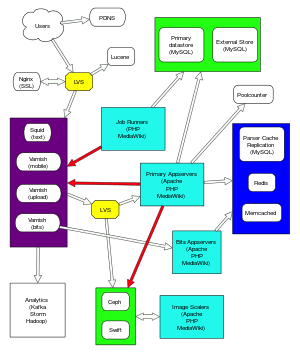 Users
PDNS
Primary
datastore
(MySQL)
External Store
(MySQL)
Lucene
Nginx
(SSL)
LVS
Poolcounter
Squid
(text)
Varnish
(mobile)
Varnish
(upload)
Varnish
(bits)
Job Runners
(PHP
MediaWiki)
Parser Cache
Replication
(MySQL)
Redis
Memcached
Primary Appservers
(Apache
PHP
MediaWiki)
LVS
Bits Appservers
(Apache
PHP
MediaWiki)
Analytics
(Kafka
Storm
Hadoop)
Ceph
Swift
Image Scalers
(Apache
PHP
MediaWiki)